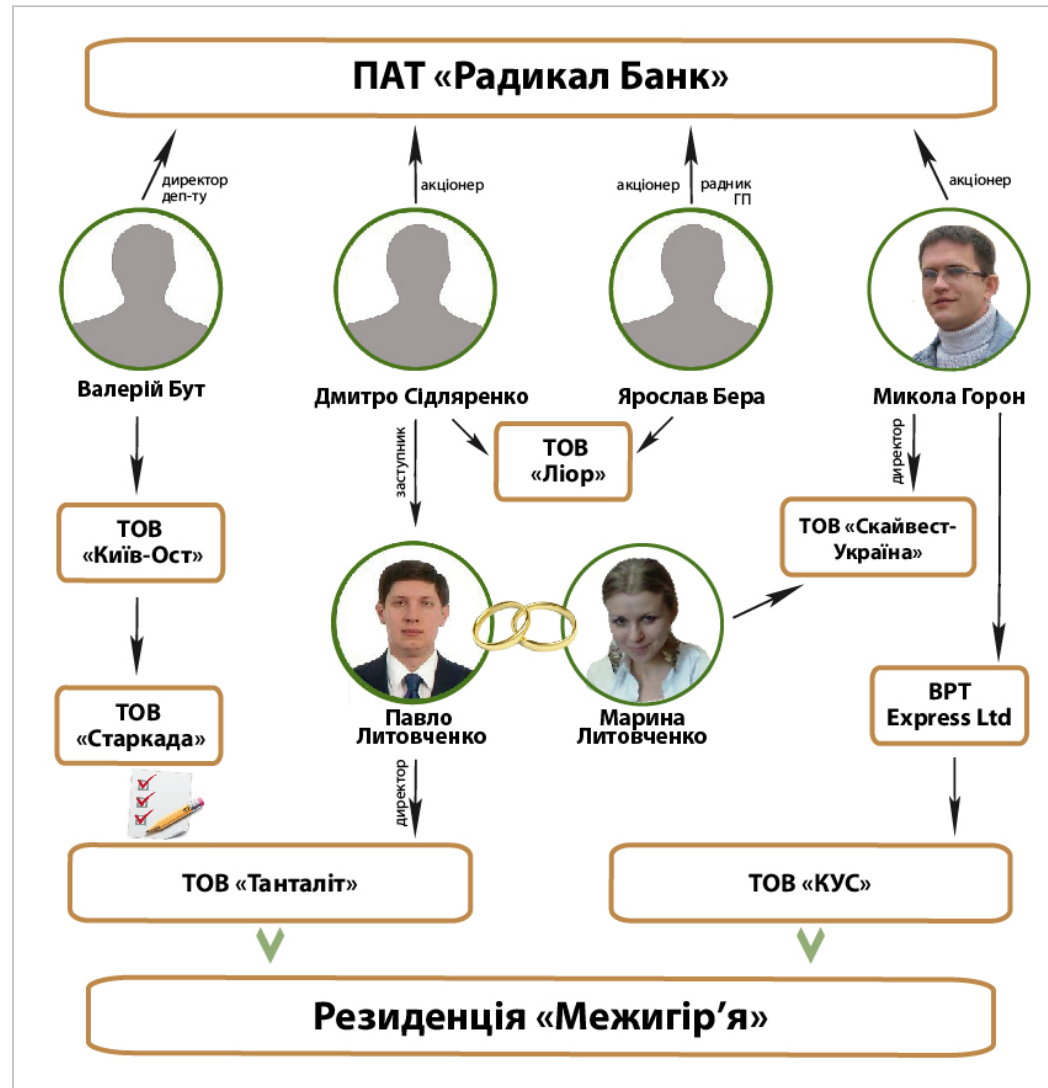 ПАТ «Радикал Банк»
директор
деп-ту
акціонер
акціонер
радник
ГП
акціонер
Валерій Бут
Дмитро Сідляренко
Ярослав Бера
Микола Горон
заступник
ТОВ
«Ліор»
директор
ТОВ
«Київ-Ост»
ТОВ «Скайвест-
Україна»
ТОВ
«Старкада»
Павло
Литовченко
Марина
Литовченко
BPT
Express Ltd
директор
ТОВ «Танталіт»
ТОВ «КУС»
Резиденція «Межигір’я»